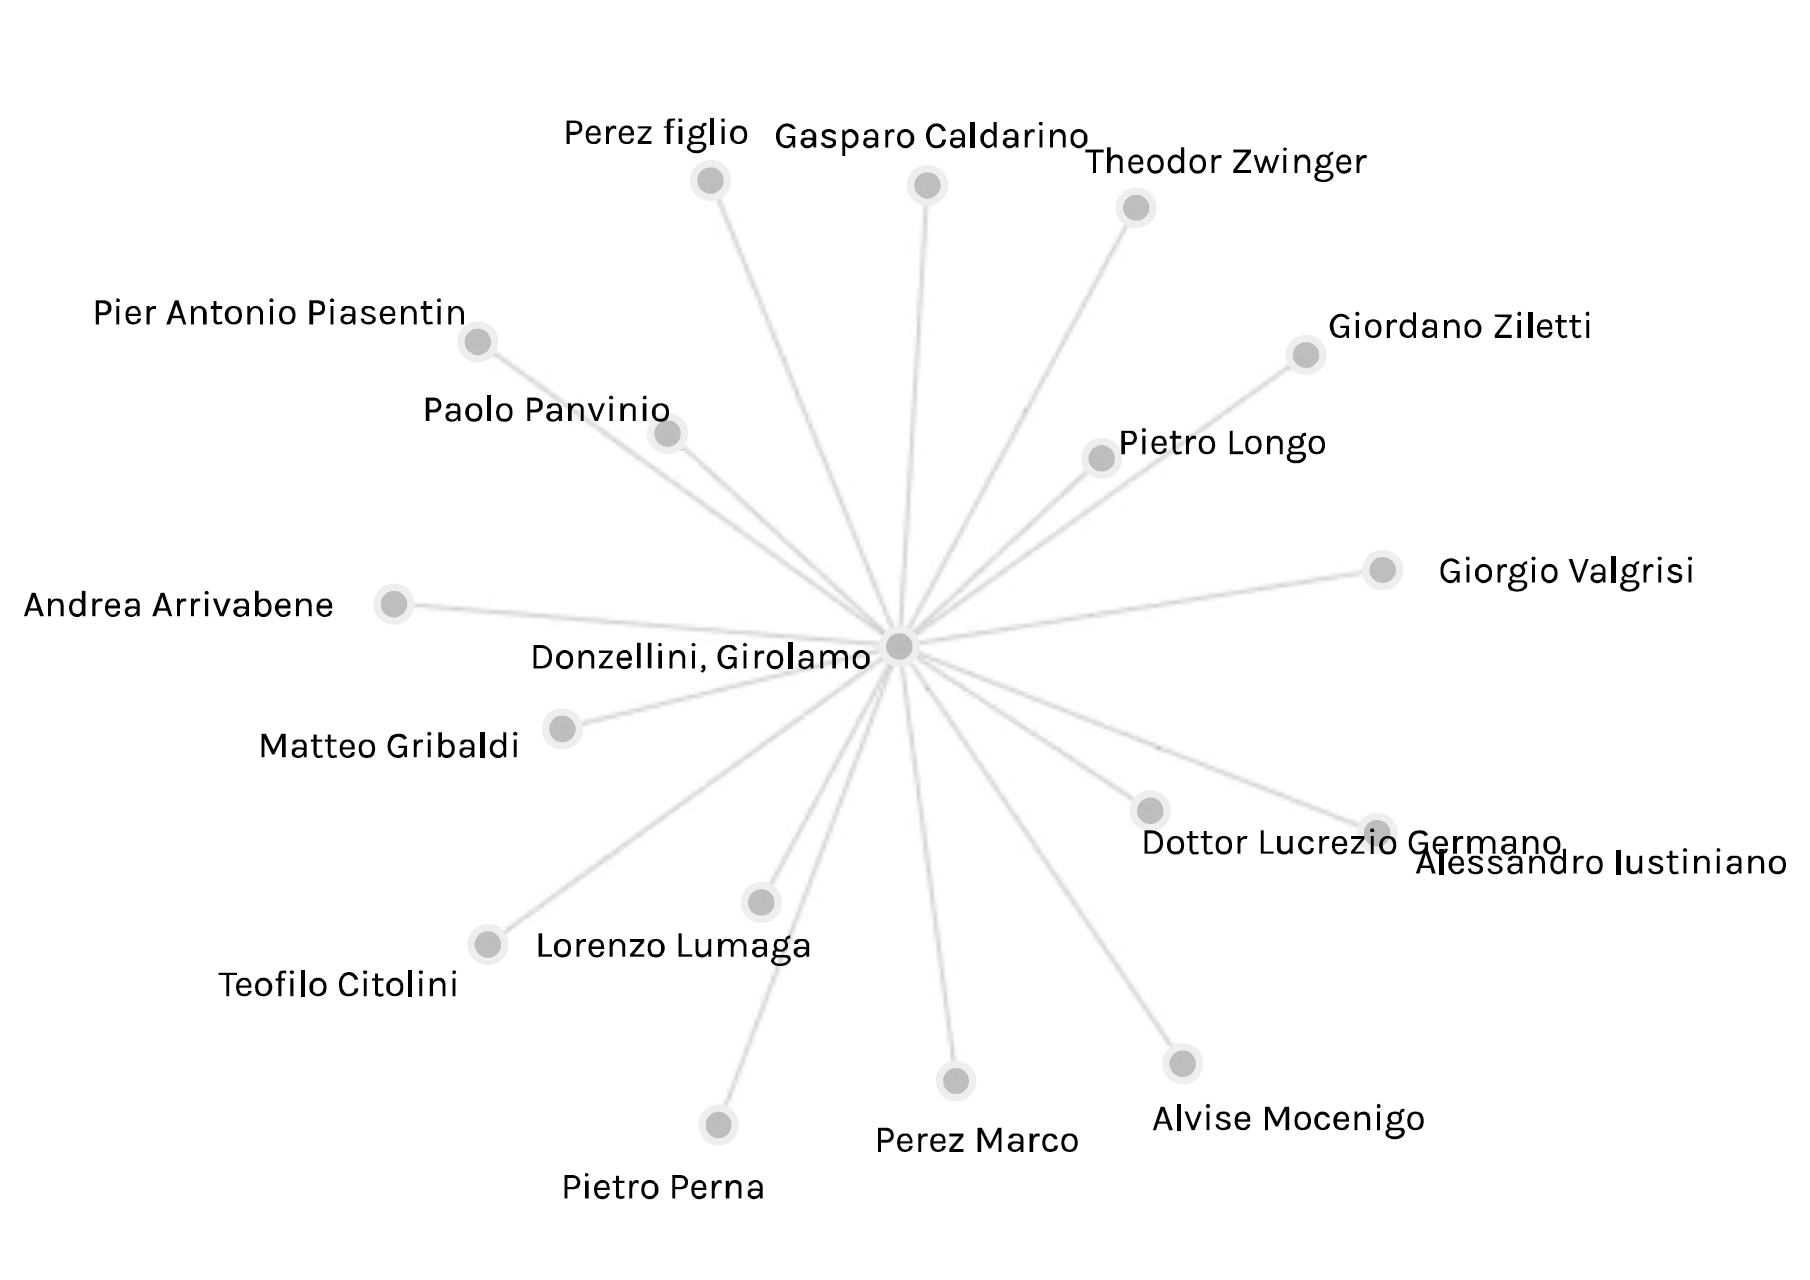 Perez figlio
Gasparo Caldarino
Theodor Zwinger
Pier Antonio Piasentin
Giordano Ziletti
Paolo Panvinio
Pietro Longo
Giorgio Valgrisi
Andrea Arrivabene
Donzellini, Girolamo
Matteo Gribaldi
Dottor Lucrezio Germano
Alessandro Iustiniano
Lorenzo Lumaga
Teofilo Citolini
Alvise Mocenigo
Perez Marco
Pietro Perna